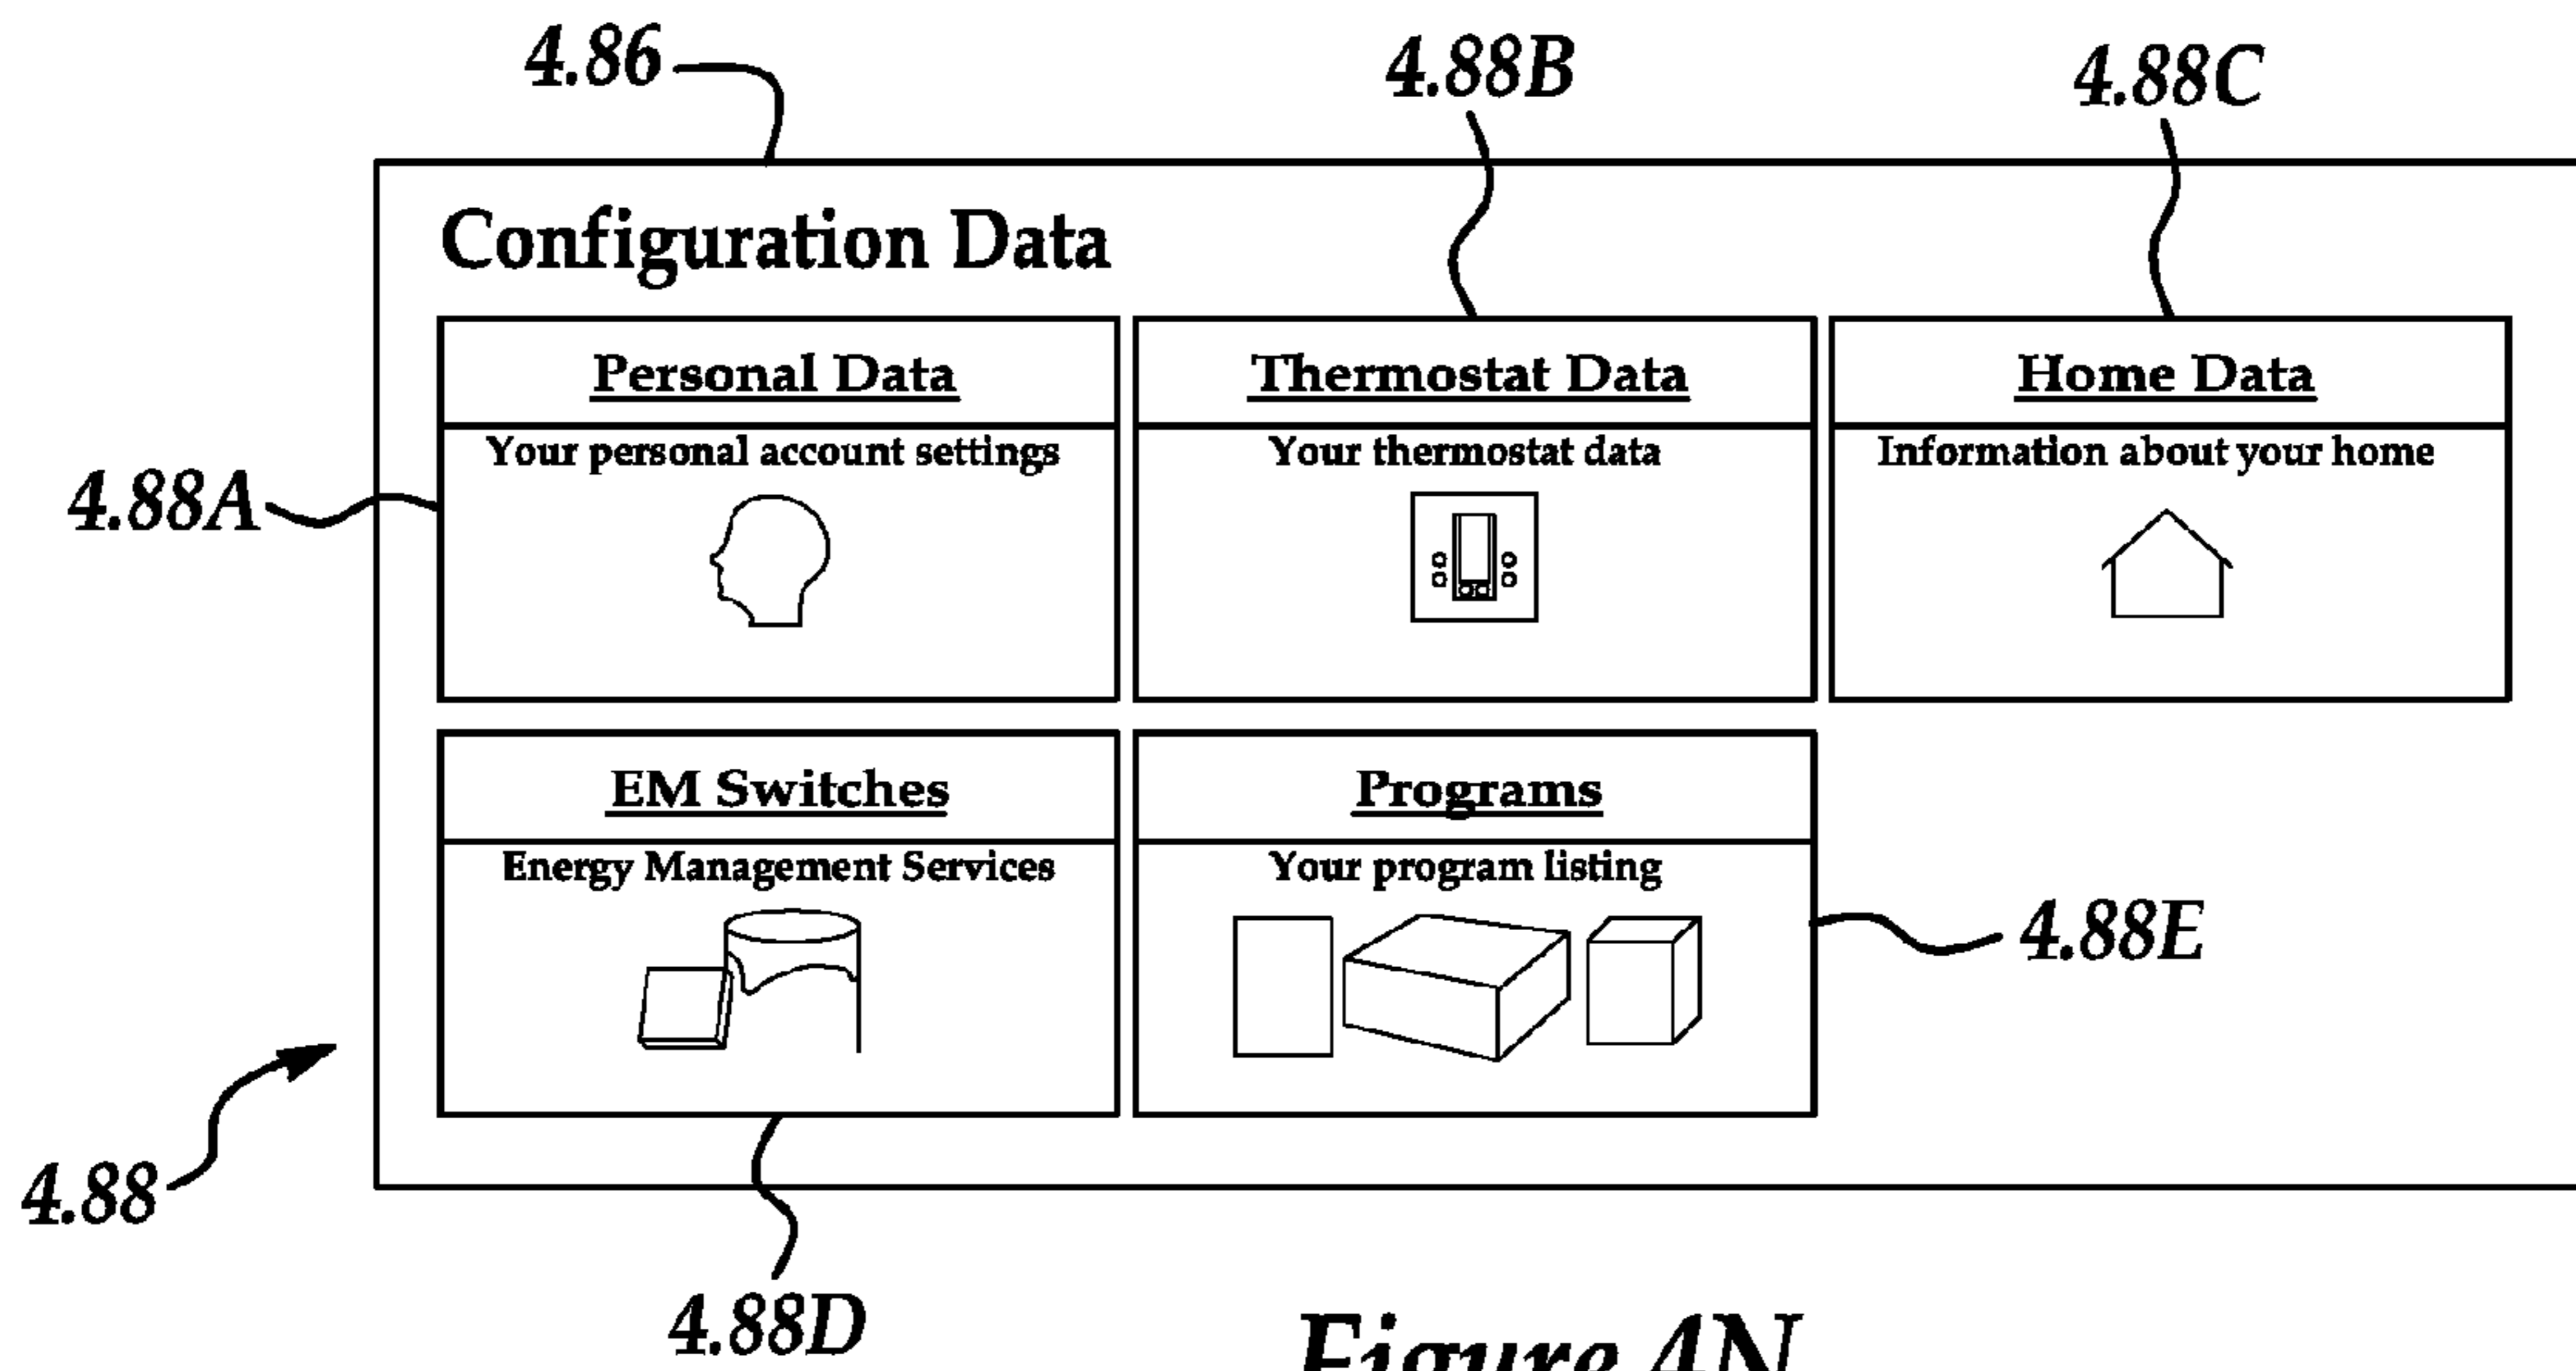 4.86
4.88B
4.88C
Configuration Data
Personal Data
Thermostat Data
Home Data
Your personal account settings
Your thermostat data
Information about your home
4.88A
EM Switches
Programs
Energy Management Services
Your program listing
4.88E
4.88
4.88D
Figure 4N